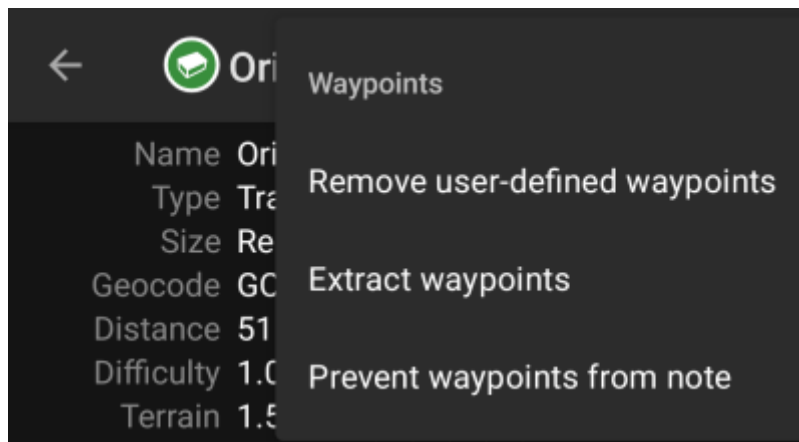 Ori
Name Ori
Type Tra
Size Re
Geocode GC
Distance 51
Difficulty 1.0
Terrain 1.5
Waypoints
Remove user-defined waypoints
Extract waypoints
Prevent waypoints from note